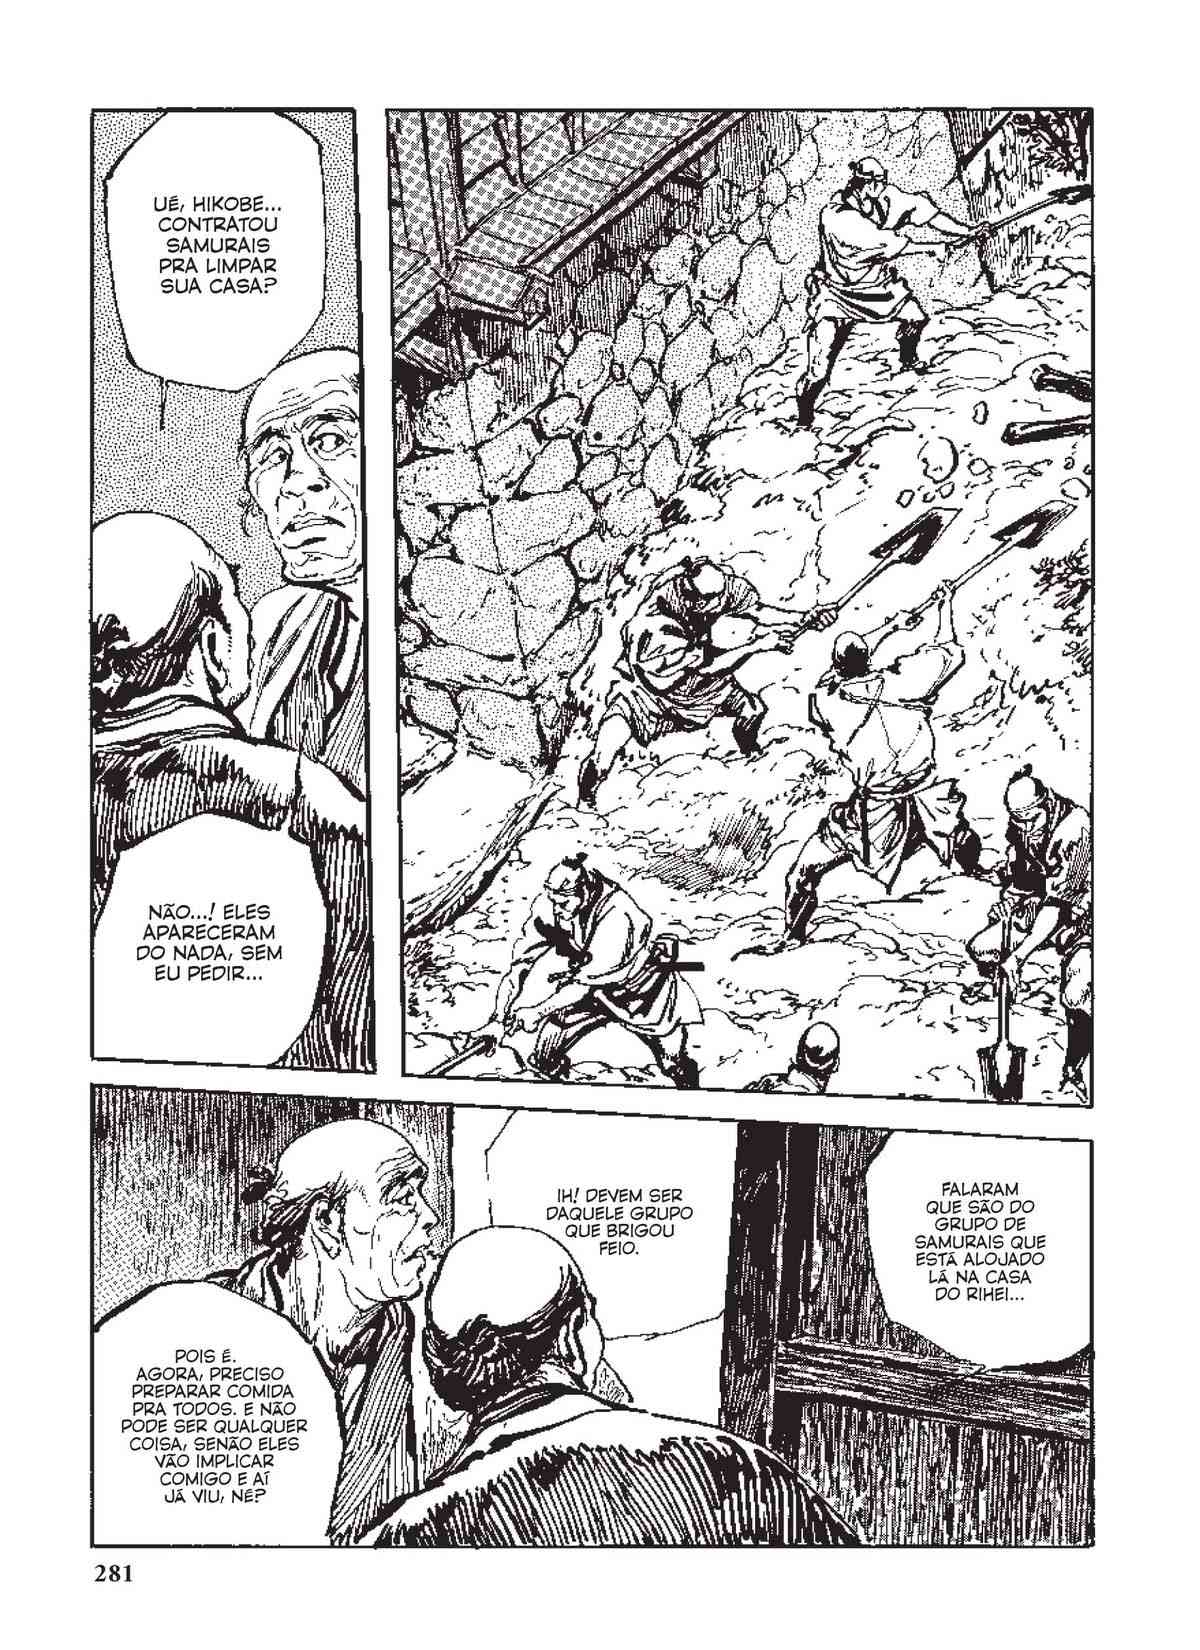 UÉ, HIKOBE...
CONTRATOU
SAMURAIS
PRA LIMPAR
SUA CASA?
NÃO...! ELES
APARECERAM
DO NADA, SEM
EU PEDIR...
FALARAM
QUE SÃO DO
GRUPO DE
SAMURAIS QUE
ESTÁ ALOJADO
LÁ NA CASA
DO RIHEI...
IH! DEVEM SER
DAQUELE GRUPO
QUE BRIGOU
FEIO.
POIS É.
AGORA, PRECISO
PREPARAR COMIDA
PRA TODOS. E NÃO
PODE SER QUALQUER
COISA, SENÃO ELES
VÃO IMPLICAR
COMIGO E AÍ
JÁ VIU, NÉ?
281